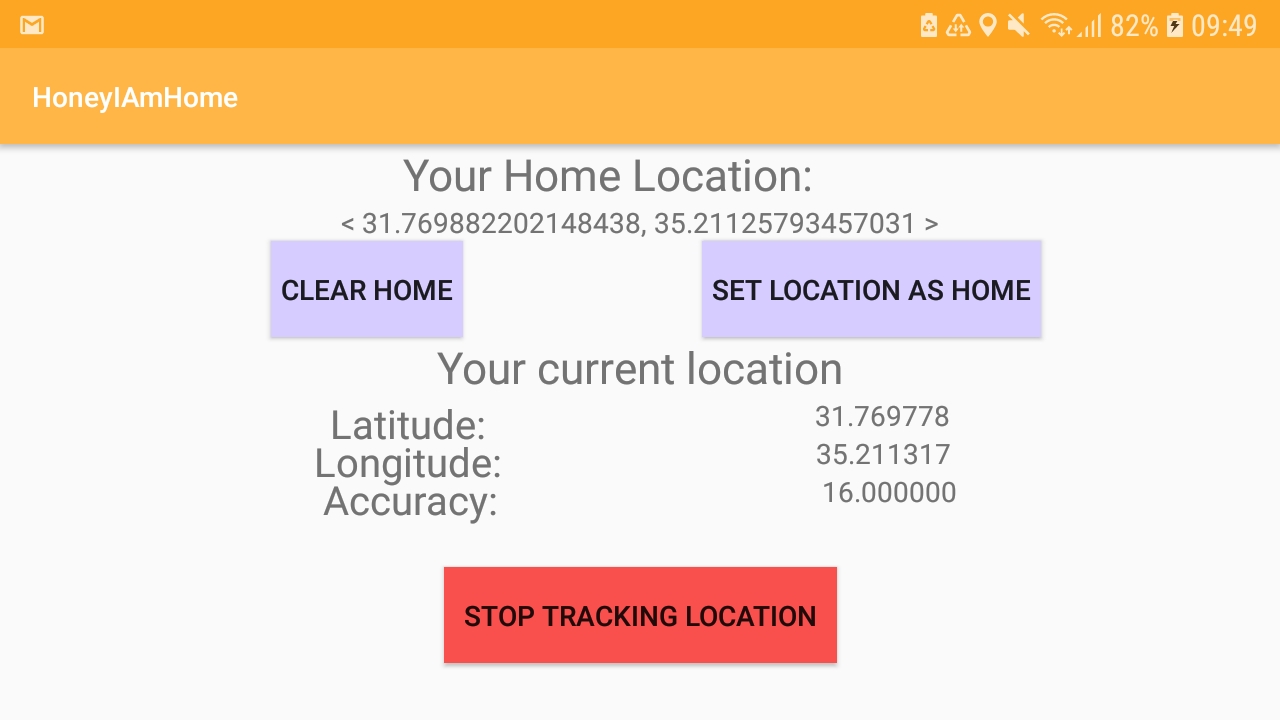 82% 09:49
HoneyIAmHome
Your Home Location:
< 31.769882202148438, 35.21125793457031 >
CLEAR HOME SET LOCATION AS HOME
Your current location
Latitude: 31.769778
Longitude: 35.211317
Accuracy: 16.000000
STOP TRACKING LOCATION